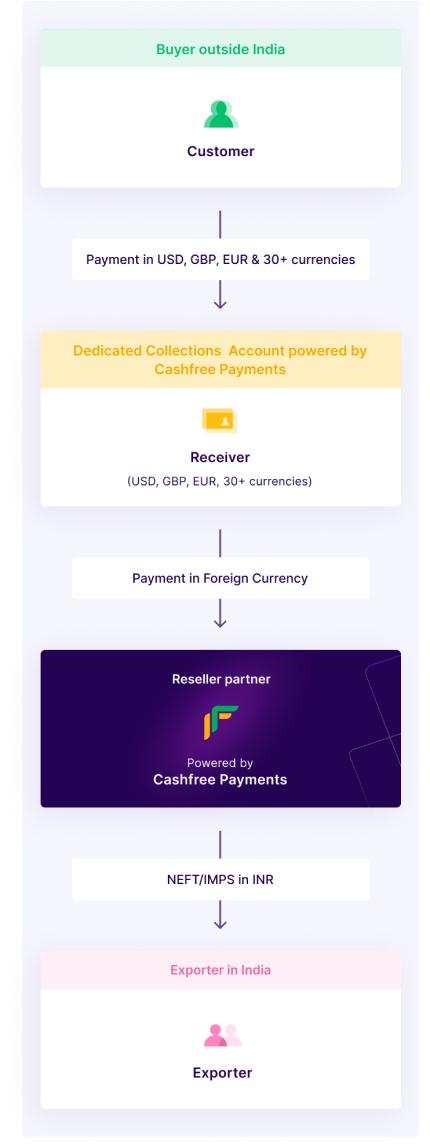 Buyer outside India
Customer
Payment in USD, GBP, EUR & 30+ currencies
Dedicated Collections Account powered by
Cashfree Payments
Receiver
(USD, GBP, EUR, 30+ currencies)
Payment in Foreign Currency
Reseller partner
Powered by
Cashfree Payments
NEFT/IMPS in INR
Exporter in India
Exporter